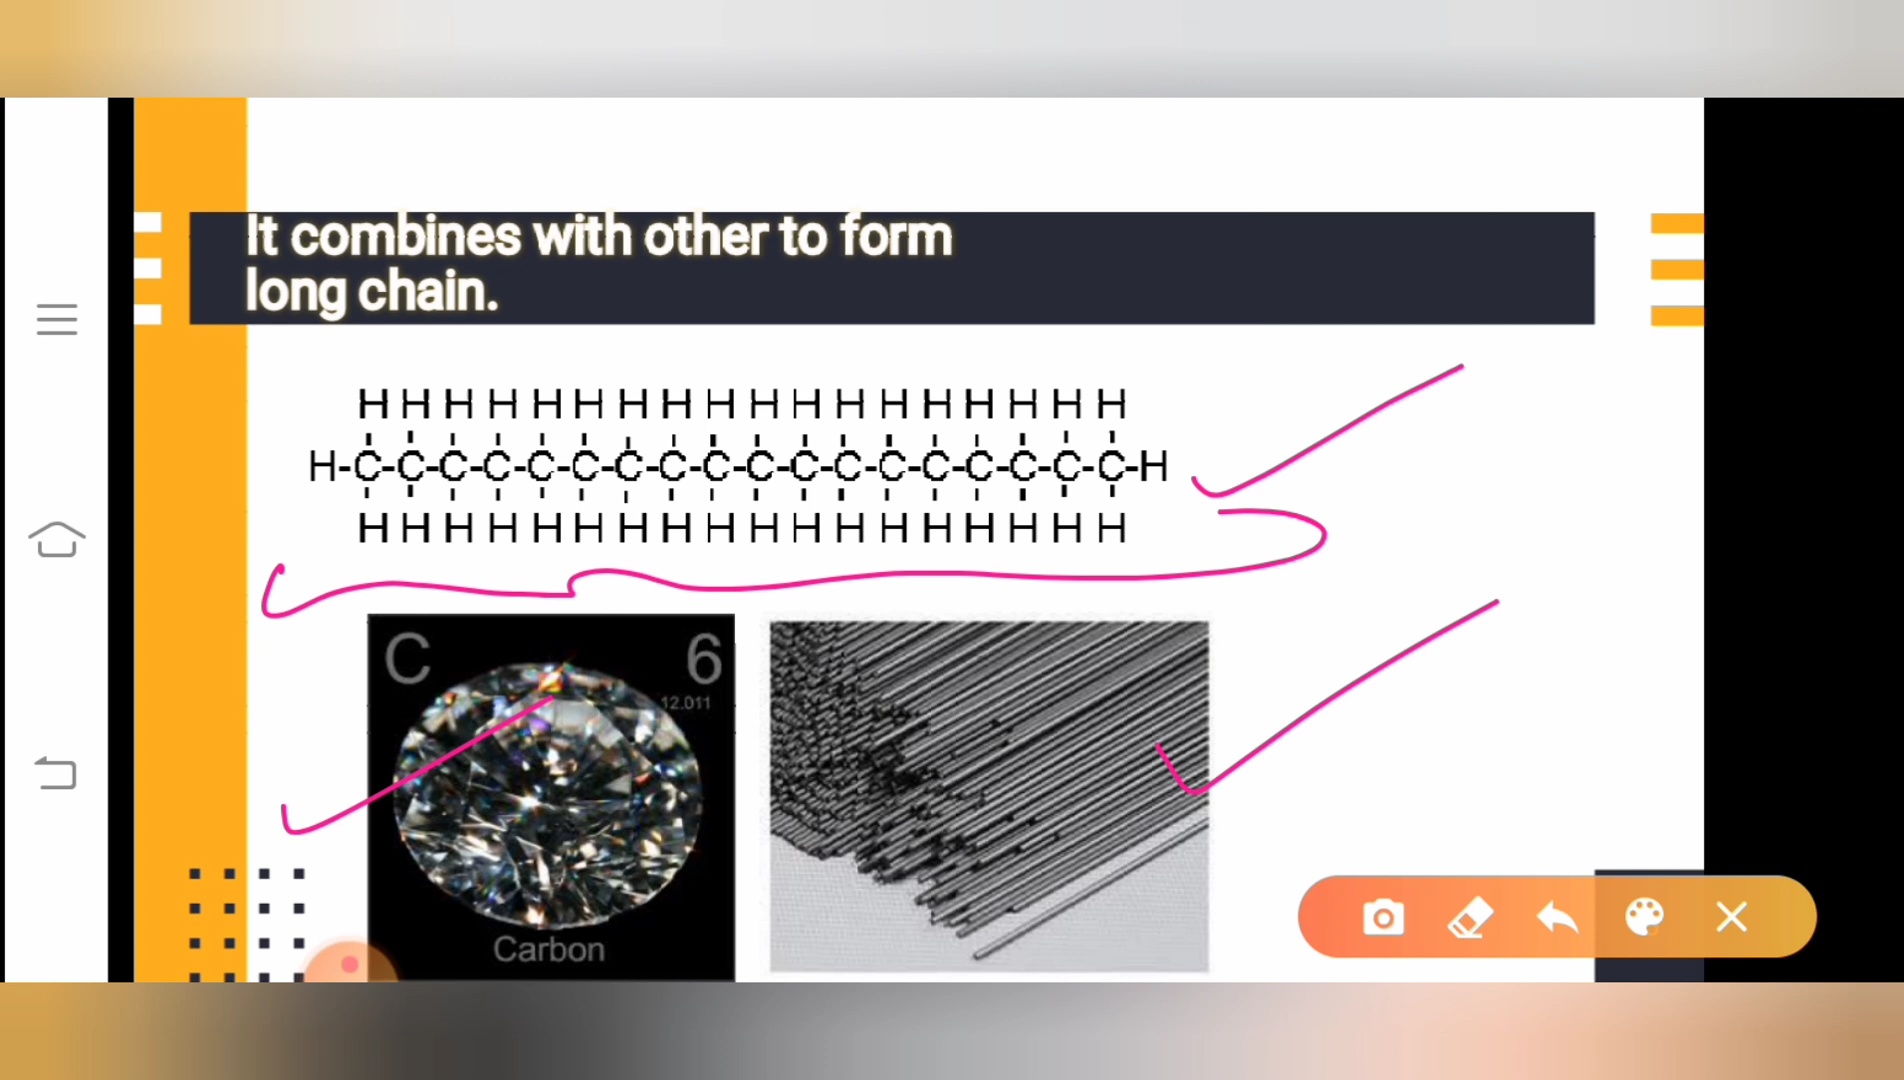 It combines with other to form
long chain.
H H H H H H H H H H H H H H H H H H
H-C-C-C-C-C-C-C-C-C-C-C-C-C-C-C-C-C-C-H
H H H H H H H H H H H H H H H H H H
C 6
12.011
Carbon